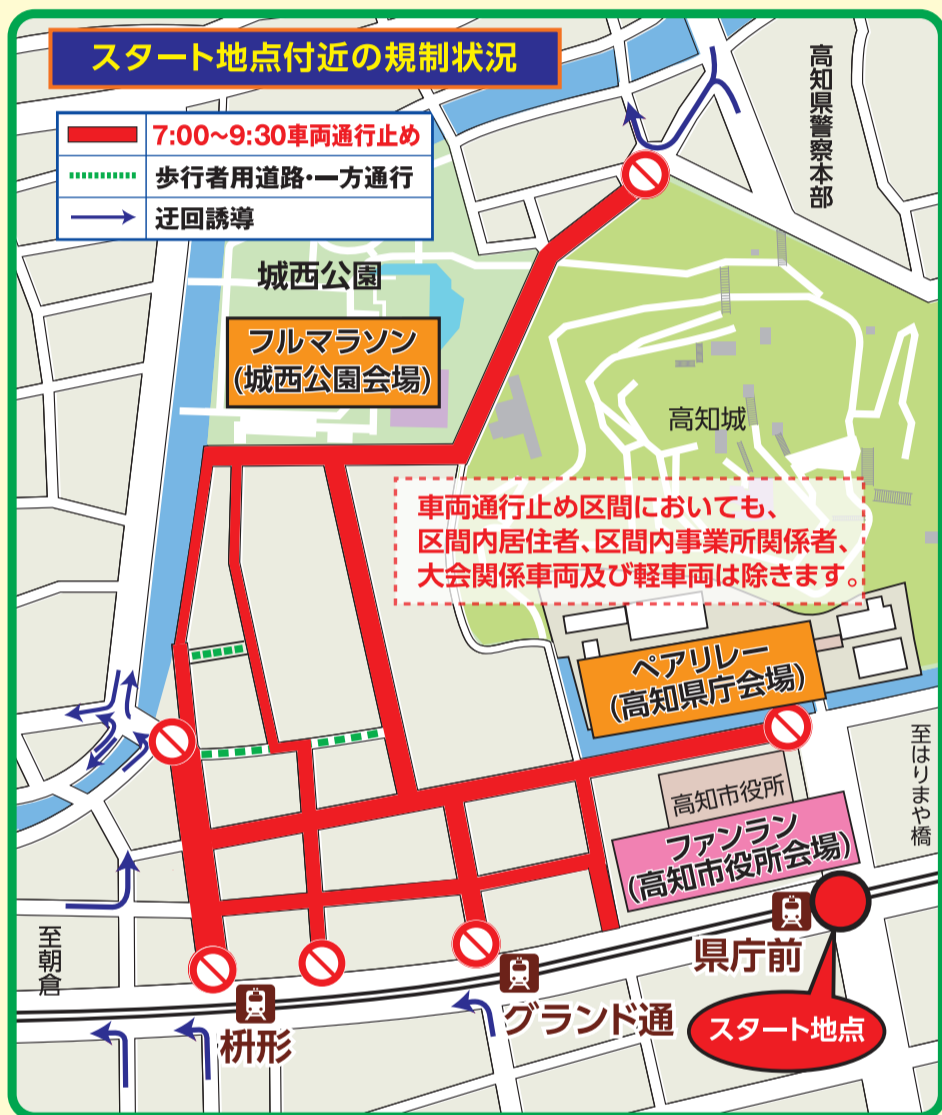 スタート地点付近の規制状況
7:00〜9:30車両通行止め
歩行者用道路・一方通行
迂回誘導
高知県警察本部
城西公園
フルマラソン
(城西公園会場)
高知城
車両通行止め区間においても、
区間内居住者、区間内事業所関係者、
大会関係車両及び軽車両は除きます。
ペアリレー
(高知県庁会場)
至はりまや橋
高知市役所
ファンラン
(高知市役所会場)
至朝倉
県庁前
グランド通
枡形
スタート地点